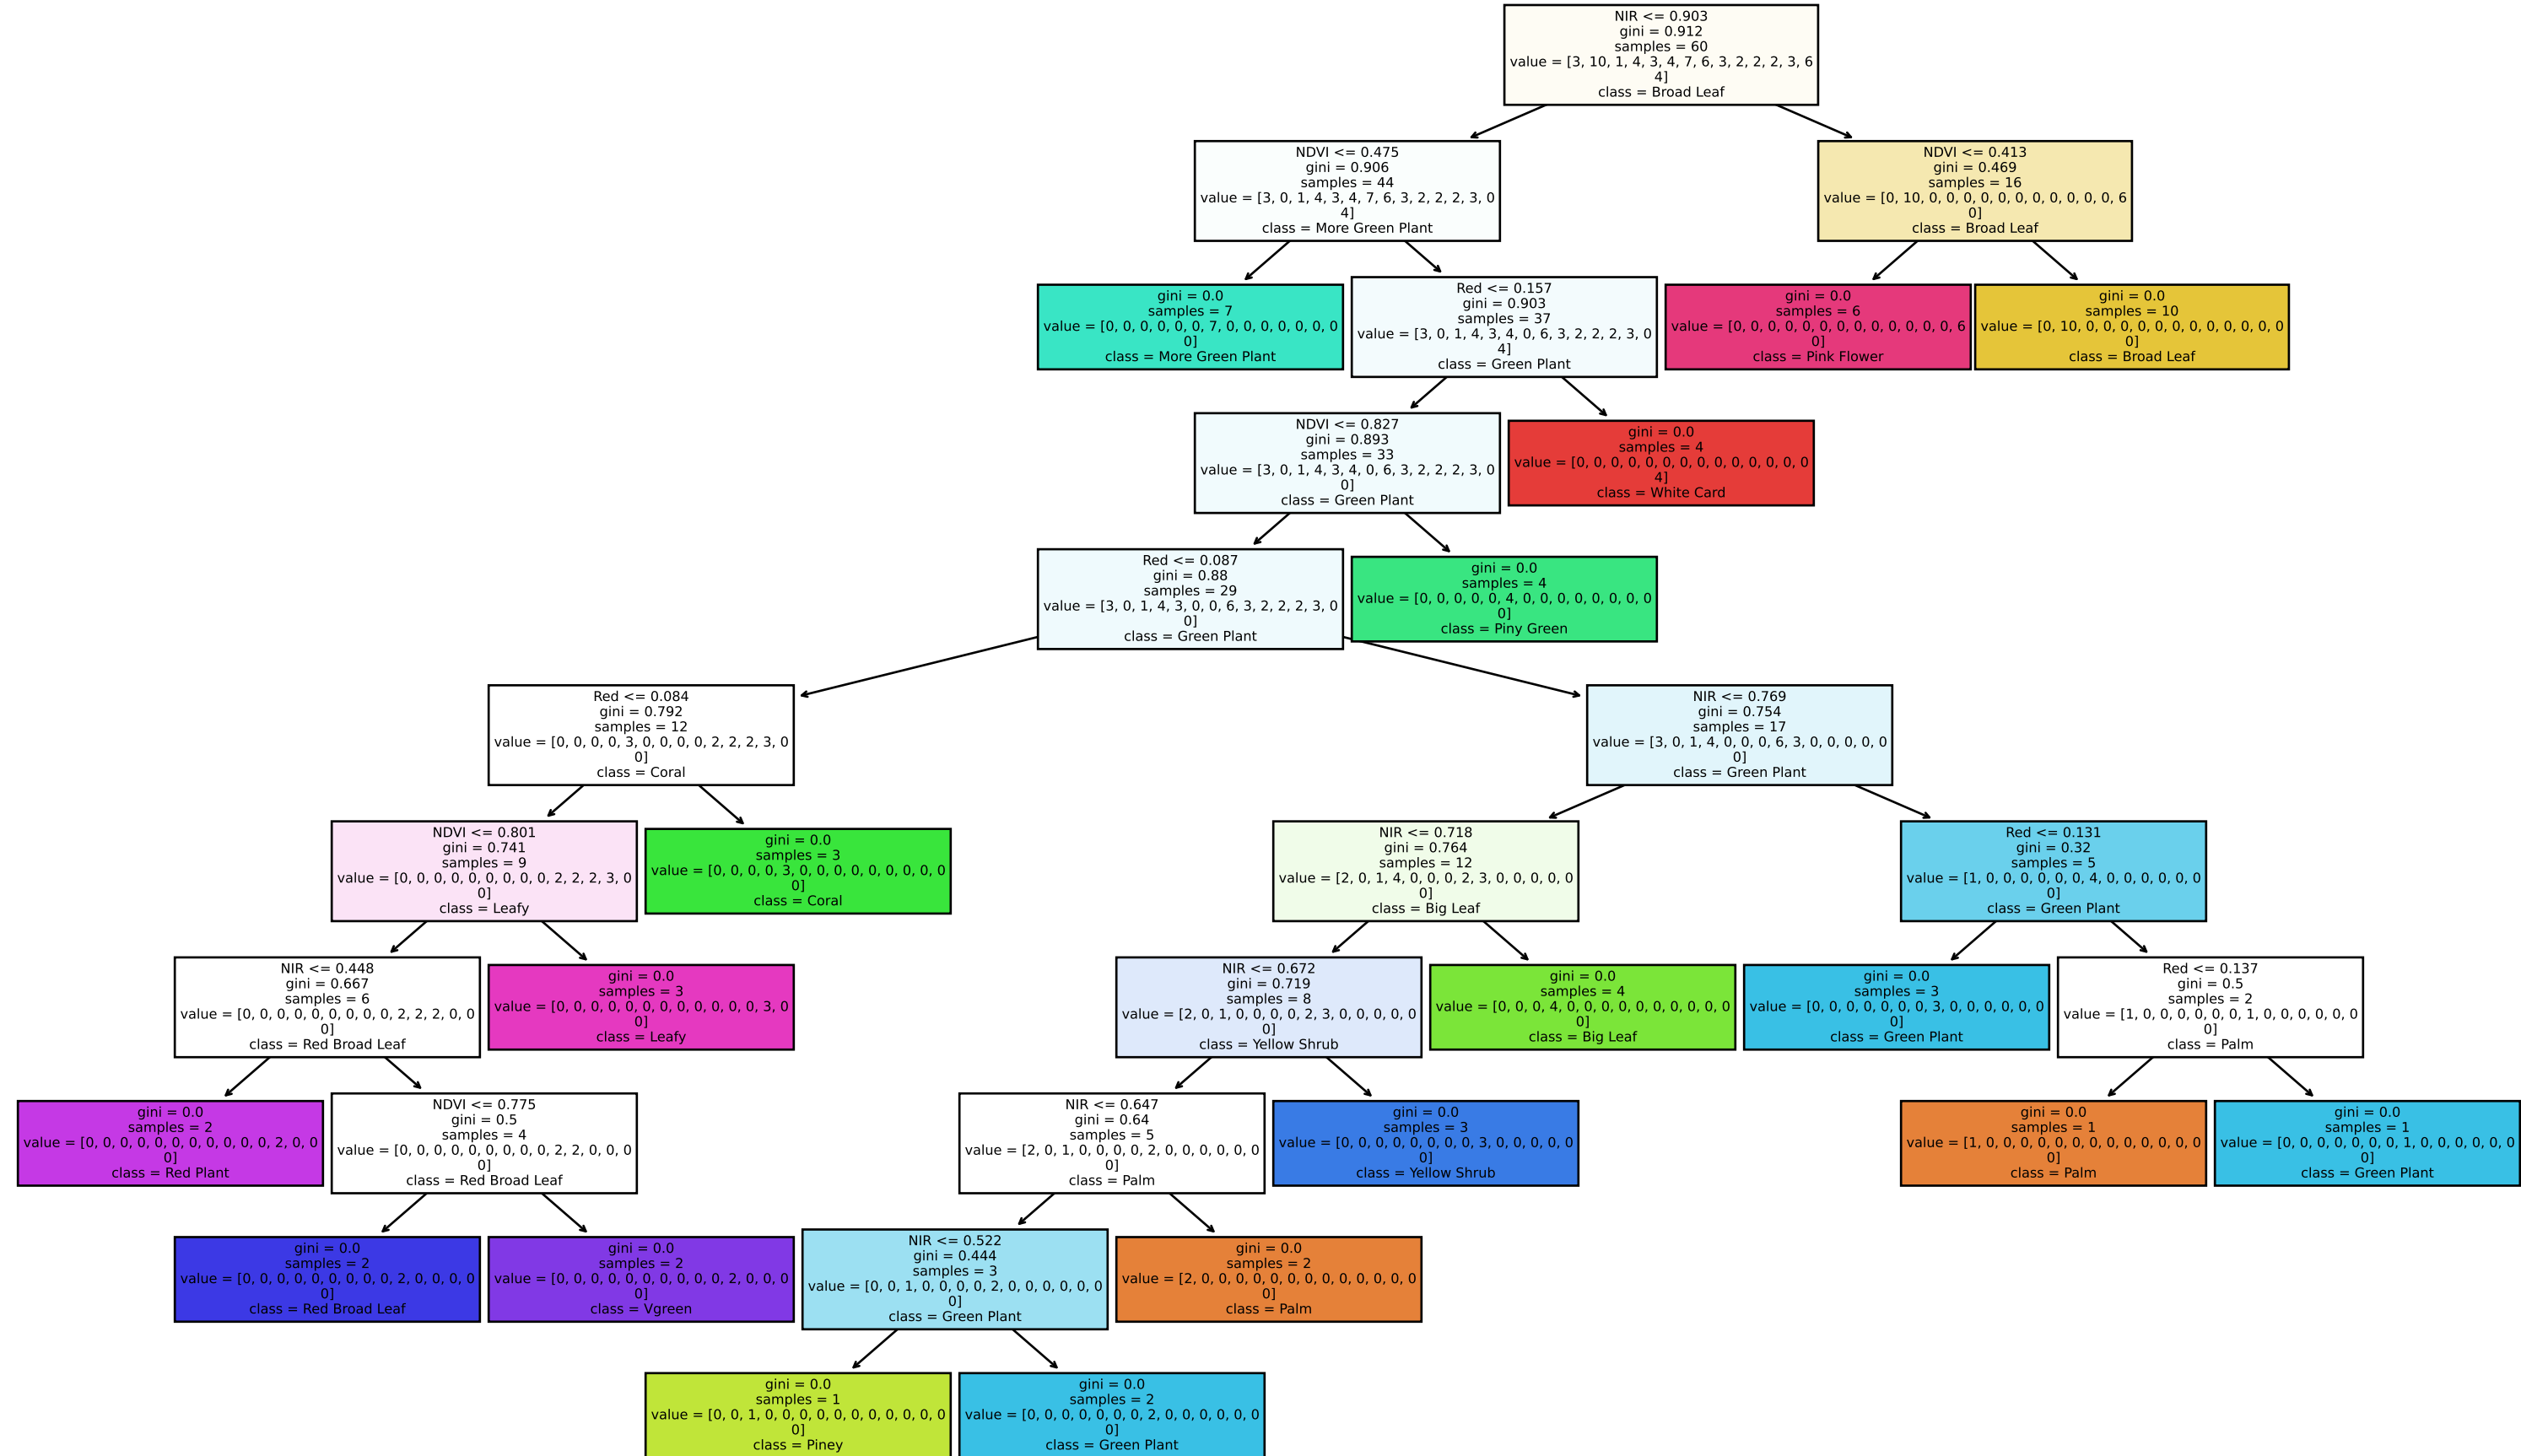 NIR <= 0.903
gini = 0.912
samples = 60
value = [3, 10, 1, 4, 3, 4, 7, 6, 3, 2, 2, 2, 3, 6
4]
class = Broad Leaf
NDVI <= 0.475
gini = 0.906
samples = 44
value = [3, 0, 1, 4, 3, 4, 7, 6, 3, 2, 2, 2, 3, 0
4]
class = More Green Plant
NDVI <= 0.413
gini = 0.469
samples = 16
value = [0, 10, 0, 0, 0, 0, 0, 0, 0, 0, 0, 0, 0, 6
0]
class = Broad Leaf
gini = 0.0
samples = 7
value = [0, 0, 0, 0, 0, 0, 7, 0, 0, 0, 0, 0, 0, 0
0]
class = More Green Plant
Red <= 0.157
gini = 0.903
samples = 37
value = [3, 0, 1, 4, 3, 4, 0, 6, 3, 2, 2, 2, 3, 0
4]
class = Green Plant
gini = 0.0
samples = 6
value = [0, 0, 0, 0, 0, 0, 0, 0, 0, 0, 0, 0, 0, 6
0]
class = Pink Flower
gini = 0.0
samples = 10
value = [0, 10, 0, 0, 0, 0, 0, 0, 0, 0, 0, 0, 0, 0
0]
class = Broad Leaf
NDVI <= 0.827
gini = 0.893
samples = 33
value = [3, 0, 1, 4, 3, 4, 0, 6, 3, 2, 2, 2, 3, 0
0]
class = Green Plant
gini = 0.0
samples = 4
value = [0, 0, 0, 0, 0, 0, 0, 0, 0, 0, 0, 0, 0, 0
4]
class = White Card
Red <= 0.087
gini = 0.88
samples = 29
value = [3, 0, 1, 4, 3, 0, 0, 6, 3, 2, 2, 2, 3, 0
0]
class = Green Plant
gini = 0.0
samples = 4
value = [0, 0, 0, 0, 0, 4, 0, 0, 0, 0, 0, 0, 0, 0
0]
class = Piny Green
Red <= 0.084
gini = 0.792
samples = 12
value = [0, 0, 0, 0, 3, 0, 0, 0, 0, 2, 2, 2, 3, 0
0]
class = Coral
NIR <= 0.769
gini = 0.754
samples = 17
value = [3, 0, 1, 4, 0, 0, 0, 6, 3, 0, 0, 0, 0, 0
0]
class = Green Plant
NDVI <= 0.801
gini = 0.741
samples = 9
value = [0, 0, 0, 0, 0, 0, 0, 0, 0, 2, 2, 2, 3, 0
0]
class = Leafy
gini = 0.0
samples = 3
value = [0, 0, 0, 0, 3, 0, 0, 0, 0, 0, 0, 0, 0, 0
0]
class = Coral
NIR <= 0.718
gini = 0.764
samples = 12
value = [2, 0, 1, 4, 0, 0, 0, 2, 3, 0, 0, 0, 0, 0
0]
class = Big Leaf
Red <= 0.131
gini = 0.32
samples = 5
value = [1, 0, 0, 0, 0, 0, 0, 4, 0, 0, 0, 0, 0, 0
0]
class = Green Plant
NIR <= 0.448
gini = 0.667
samples = 6
value = [0, 0, 0, 0, 0, 0, 0, 0, 0, 2, 2, 2, 0, 0
0]
class = Red Broad Leaf
gini = 0.0
samples = 3
value = [0, 0, 0, 0, 0, 0, 0, 0, 0, 0, 0, 0, 3, 0
0]
class = Leafy
NIR <= 0.672
gini = 0.719
samples = 8
value = [2, 0, 1, 0, 0, 0, 0, 2, 3, 0, 0, 0, 0, 0
0]
class = Yellow Shrub
gini = 0.0
samples = 4
value = [0, 0, 0, 4, 0, 0, 0, 0, 0, 0, 0, 0, 0, 0
0]
class = Big Leaf
gini = 0.0
samples = 3
value = [0, 0, 0, 0, 0, 0, 0, 3, 0, 0, 0, 0, 0, 0
0]
class = Green Plant
Red <= 0.137
gini = 0.5
samples = 2
value = [1, 0, 0, 0, 0, 0, 0, 1, 0, 0, 0, 0, 0, 0
0]
class = Palm
gini = 0.0
samples = 2
value = [0, 0, 0, 0, 0, 0, 0, 0, 0, 0, 0, 2, 0, 0
0]
class = Red Plant
NDVI <= 0.775
gini = 0.5
samples = 4
value = [0, 0, 0, 0, 0, 0, 0, 0, 0, 2, 2, 0, 0, 0
0]
class = Red Broad Leaf
NIR <= 0.647
gini = 0.64
samples = 5
value = [2, 0, 1, 0, 0, 0, 0, 2, 0, 0, 0, 0, 0, 0
0]
class = Palm
gini = 0.0
samples = 3
value = [0, 0, 0, 0, 0, 0, 0, 0, 3, 0, 0, 0, 0, 0
0]
class = Yellow Shrub
gini = 0.0
samples = 1
value = [1, 0, 0, 0, 0, 0, 0, 0, 0, 0, 0, 0, 0, 0
0]
class = Palm
gini = 0.0
samples = 1
value = [0, 0, 0, 0, 0, 0, 0, 1, 0, 0, 0, 0, 0, 0
0]
class = Green Plant
gini = 0.0
samples = 2
value = [0, 0, 0, 0, 0, 0, 0, 0, 0, 2, 0, 0, 0, 0
0]
class = Red Broad Leaf
gini = 0.0
samples = 2
value = [0, 0, 0, 0, 0, 0, 0, 0, 0, 0, 2, 0, 0, 0
0]
class = Vgreen
NIR <= 0.522
gini = 0.444
samples = 3
value = [0, 0, 1, 0, 0, 0, 0, 2, 0, 0, 0, 0, 0, 0
0]
class = Green Plant
gini = 0.0
samples = 2
value = [2, 0, 0, 0, 0, 0, 0, 0, 0, 0, 0, 0, 0, 0
0]
class = Palm
gini = 0.0
samples = 1
value = [0, 0, 1, 0, 0, 0, 0, 0, 0, 0, 0, 0, 0, 0
0]
class = Piney
gini = 0.0
samples = 2
value = [0, 0, 0, 0, 0, 0, 0, 2, 0, 0, 0, 0, 0, 0
0]
class = Green Plant